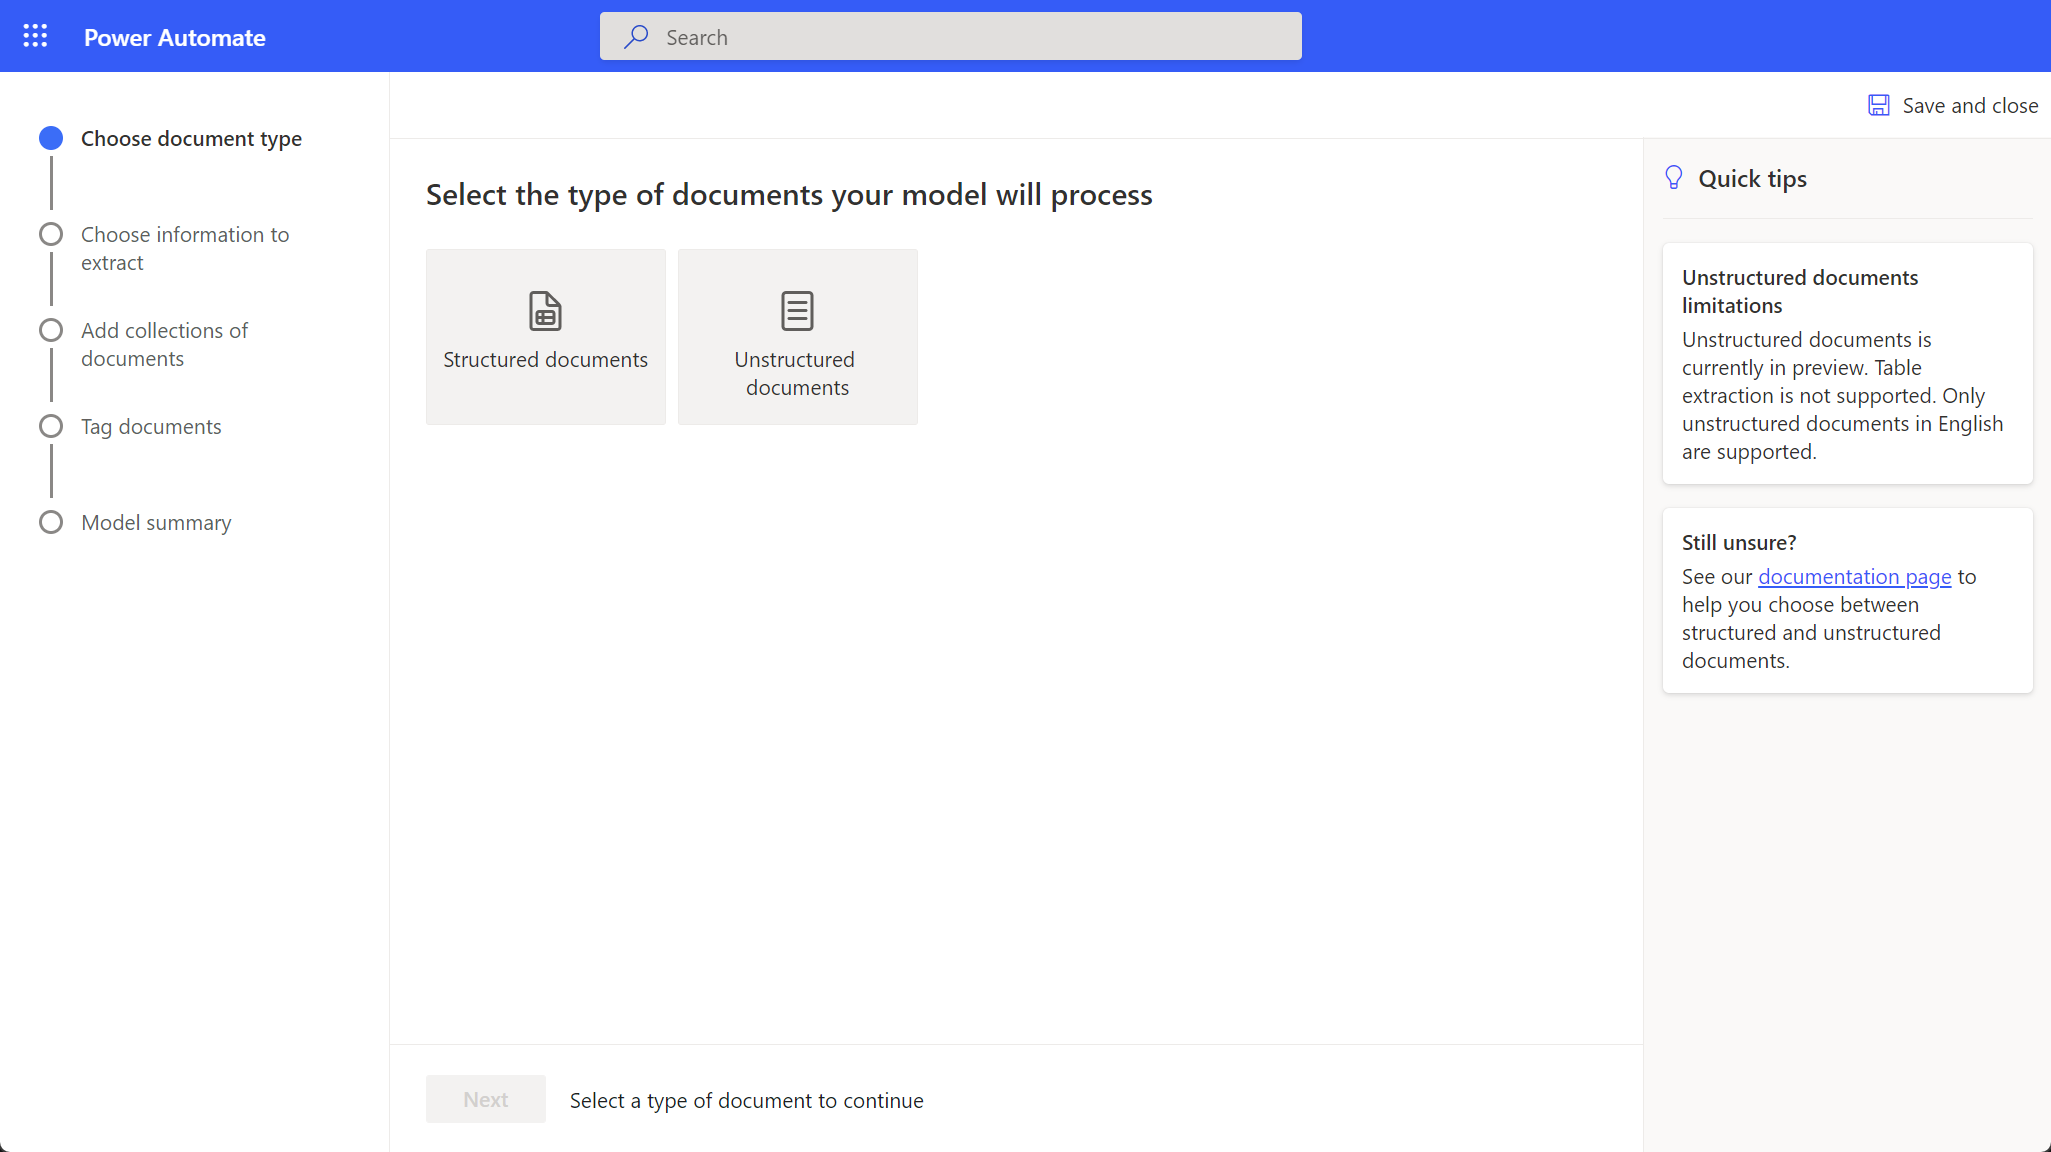 Power Automate
Search
Save and close
Choose document type
Choose information to
extract
Add collections of
documents
Tag documents
Model summary
Select the type of documents your model will process
Structured documents
Unstructured
documents
Next
Select a type of document to continue
Quick tips
Unstructured documents
limitations
Unstructured documents is
currently in preview. Table
extraction is not supported. Only
unstructured documents in English
are supported.
Still unsure?
See our documentation page to
help you choose between
structured and unstructured
documents.